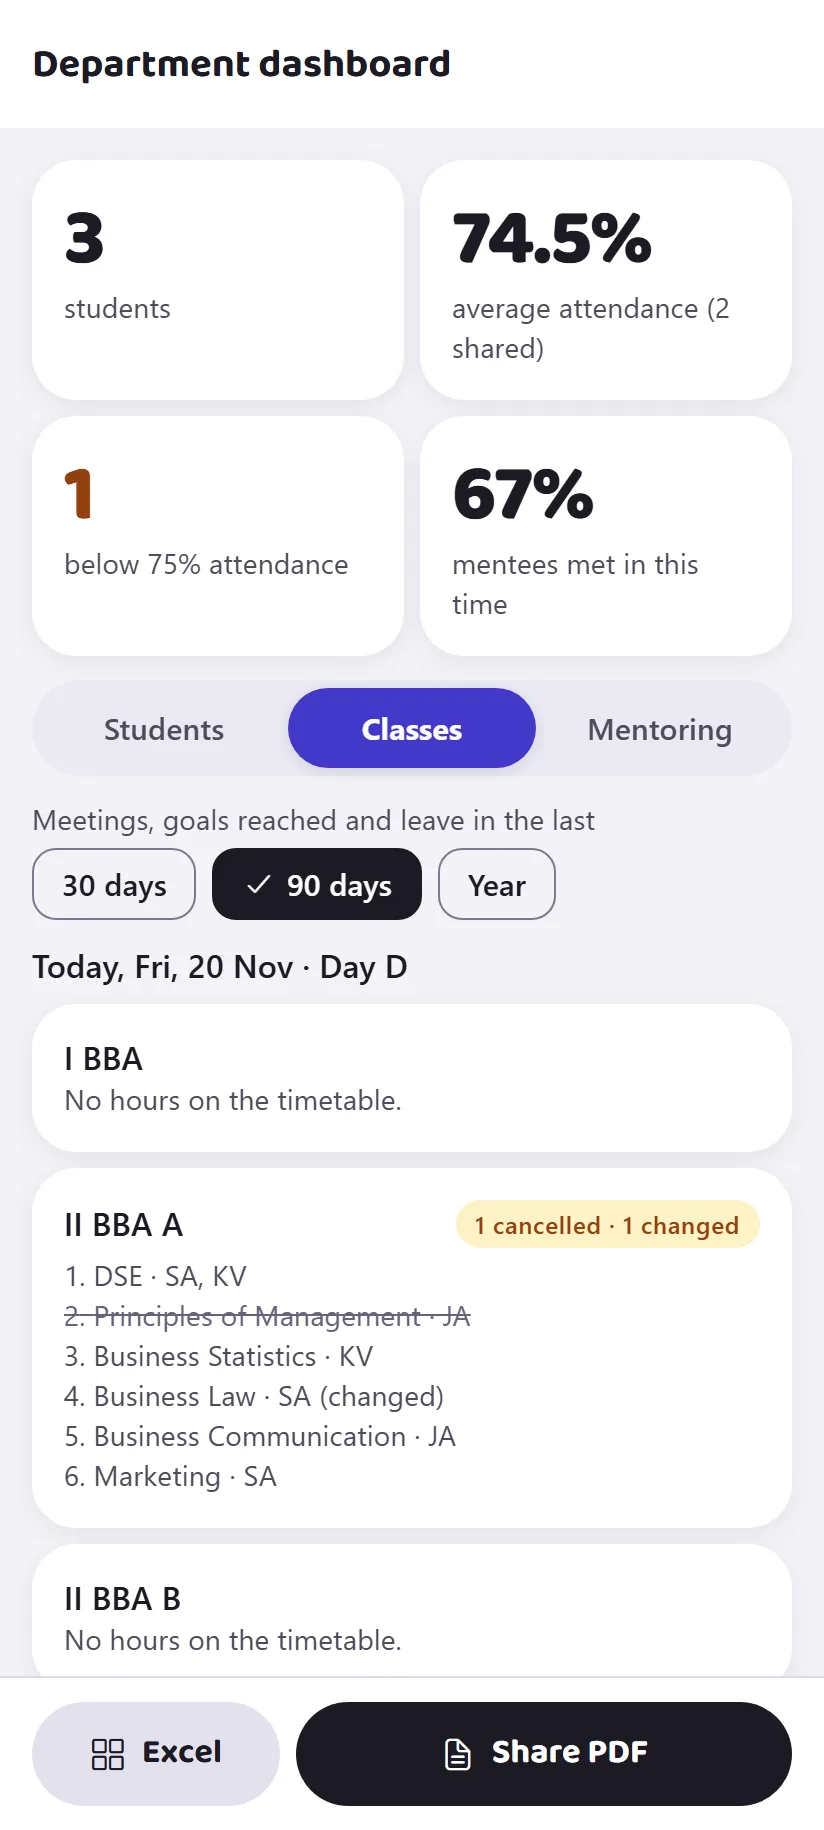 Department dashboard
3
students
74.5%
average attendance (2
shared)
1
below 75% attendance
67%
mentees met in this
time
Students
Classes
Mentoring
Meetings, goals reached and leave in the last
30 days
90 days
Year
Today, Fri, 20 Nov · Day D
I BBA
No hours on the timetable.
II BBA A
1 cancelled · 1 changed
1. DSE · SA, KV
2. Principles of Management · JA
3. Business Statistics · KV
4. Business Law · SA (changed)
5. Business Communication · JA
6. Marketing · SA
II BBA B
No hours on the timetable.
Excel
Share PDF